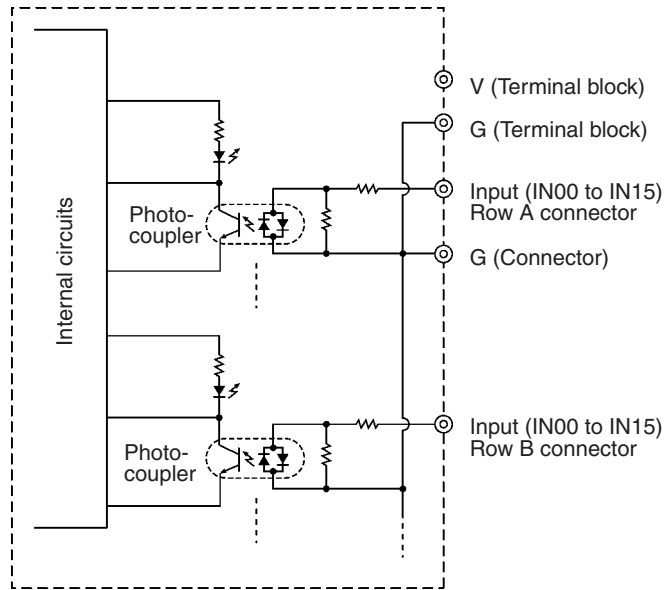 V (Terminal block)
G (Terminal block)
Input (IN00 to IN15)
Row A connector
G (Connector)
Photo-
coupler
Internal circuits
Input (IN00 to IN15)
Row B connector
Photo-
coupler